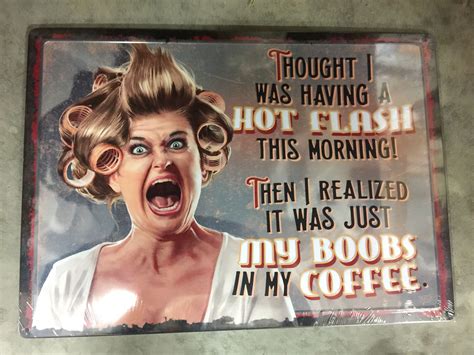 THOUGHT I
WAS HAVING A
HOT FLASH
THIS MORNING!
THEN I REALIZED
IT WAS JUST
MY BOOBS
IN MY COFFEE.